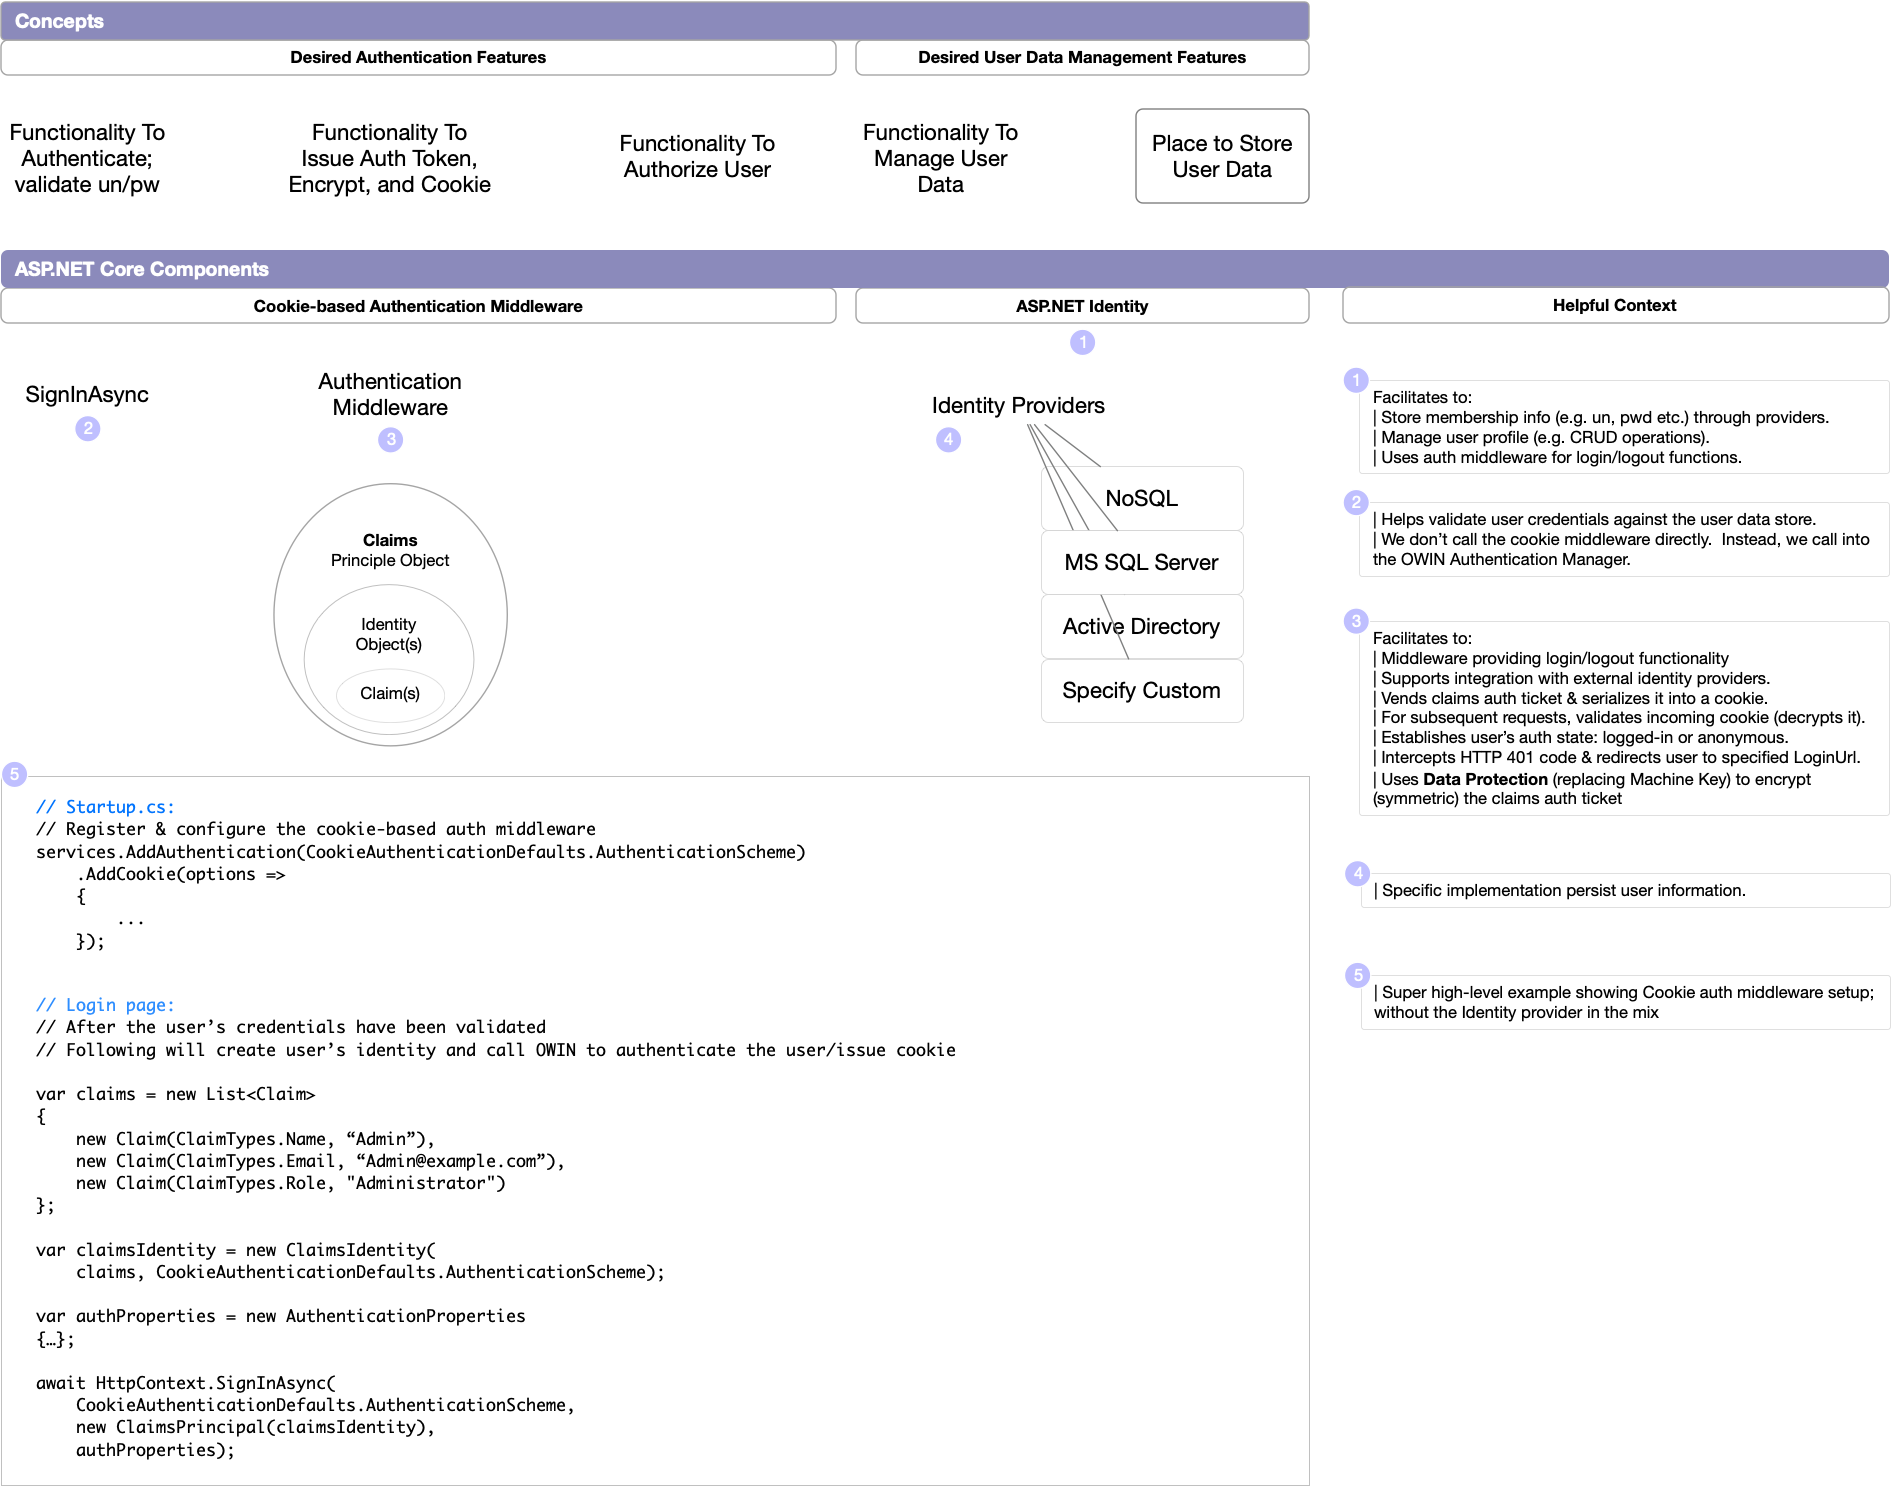 Concepts
Desired Authentication Features
Desired User Data Management Features
Functionality To
Authenticate;
validate un/pw
Functionality To
Issue Auth Token,
Encrypt, and Cookie
Functionality To
Authorize User
Functionality To
Manage User
Data
Place to Store
User Data
ASP.NET Core Components
Cookie-based Authentication Middleware
ASP.NET Identity
Helpful Context
1
SignInAsync
2
Authentication
Middleware
3
Identity Providers
4
Claims
Principle Object
Identity
Object(s)
Claim(s)
NoSQL
MS SQL Server
Active Directory
Specify Custom
1
Facilitates to:
| Store membership info (e.g. un, pwd etc.) through providers.
| Manage user profile (e.g. CRUD operations).
| Uses auth middleware for login/logout functions.
2
| Helps validate user credentials against the user data store.
| We don’t call the cookie middleware directly.  Instead, we call into
the OWIN Authentication Manager.
3
Facilitates to:
| Middleware providing login/logout functionality
| Supports integration with external identity providers.
| Vends claims auth ticket & serializes it into a cookie.
| For subsequent requests, validates incoming cookie (decrypts it).
| Establishes user’s auth state: logged-in or anonymous.
| Intercepts HTTP 401 code & redirects user to specified LoginUrl.
| Uses Data Protection (replacing Machine Key) to encrypt
(symmetric) the claims auth ticket
4
| Specific implementation persist user information.
5
| Super high-level example showing Cookie auth middleware setup;
without the Identity provider in the mix
5
// Startup.cs:
// Register & configure the cookie-based auth middleware
services.AddAuthentication(CookieAuthenticationDefaults.AuthenticationScheme)
    .AddCookie(options =>
    {
        ...
    });
// Login page:
// After the user’s credentials have been validated
// Following will create user’s identity and call OWIN to authenticate the user/issue cookie
var claims = new List<Claim>
{
    new Claim(ClaimTypes.Name, “Admin”),
    new Claim(ClaimTypes.Email, “Admin@example.com”),
    new Claim(ClaimTypes.Role, "Administrator")
};
var claimsIdentity = new ClaimsIdentity(
    claims, CookieAuthenticationDefaults.AuthenticationScheme);
var authProperties = new AuthenticationProperties
{…};
await HttpContext.SignInAsync(
    CookieAuthenticationDefaults.AuthenticationScheme,
    new ClaimsPrincipal(claimsIdentity),
    authProperties);